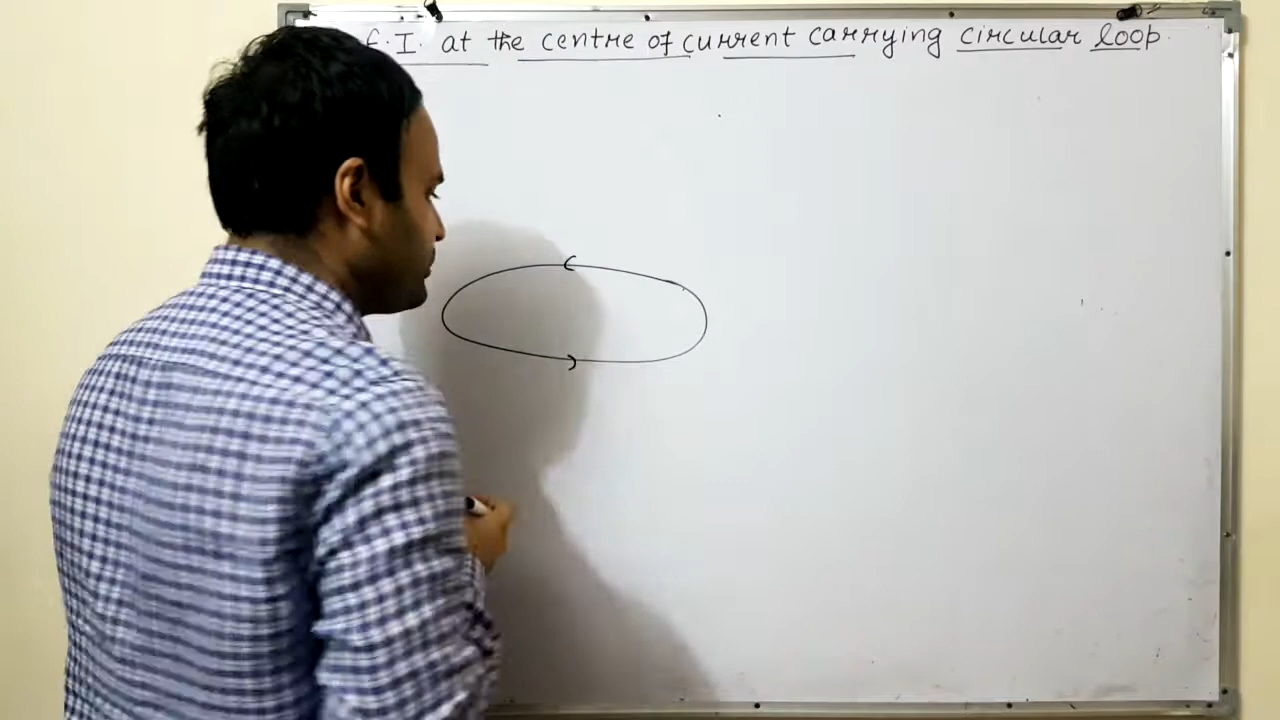 F.I. at the centre of current carrying circular loop.